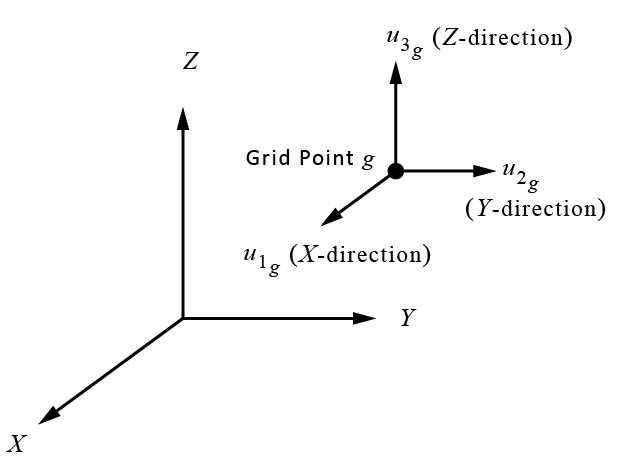 u3g (Z-direction)
Z
Grid Point g
u2g
(Y-direction)
u1g (X-direction)
Y
X